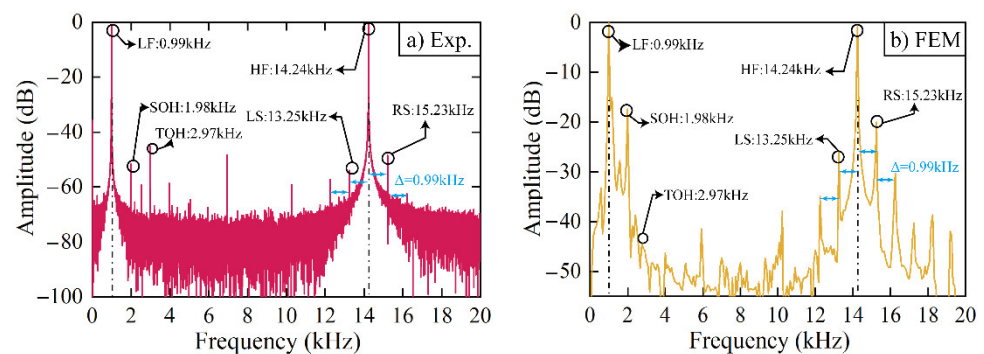 a) Exp.
Amplitude (dB)
0
−20
−40
−60
−80
−100
LF:0.99kHz
HF:14.24kHz
SOH:1.98kHz
TOH:2.97kHz
LS:13.25kHz
RS:15.23kHz
Δ=0.99kHz
0 2 4 6 8 10 12 14 16 18 20
Frequency (kHz)
b) FEM
Amplitude (dB)
0
−10
−20
−30
−40
−50
LF:0.99kHz
HF:14.24kHz
SOH:1.98kHz
RS:15.23kHz
LS:13.25kHz
Δ=0.99kHz
TOH:2.97kHz
0 2 4 6 8 10 12 14 16 18 20
Frequency (kHz)